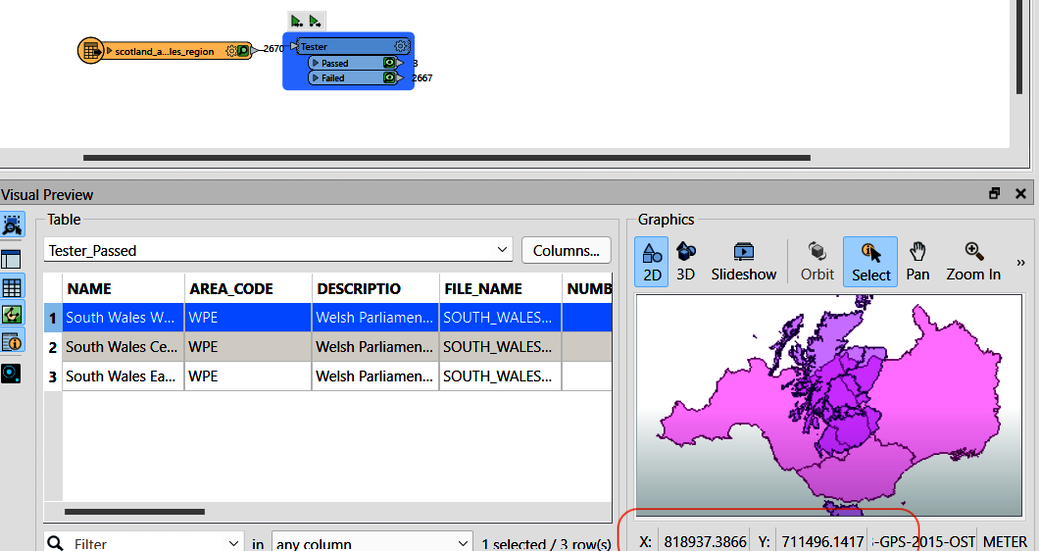 scotland_a...les_region
2670
Tester
Passed
3
Failed
2667
Visual Preview
Table
Graphics
Tester_Passed
Columns...
2D
3D
Slideshow
Orbit
Select
Pan
Zoom In
»
NAME AREA_CODE DESCRIPTIO FILE_NAME NUMB
1 South Wales W... WPE Welsh Parliamen... SOUTH_WALES...
2 South Wales Ce... WPE Welsh Parliamen... SOUTH_WALES...
3 South Wales Ea... WPE Welsh Parliamen... SOUTH_WALES...
Filter in any column 1 selected / 3 row(s)
X: 818937.3866 Y: 711496.1417 -GPS-2015-OST METER